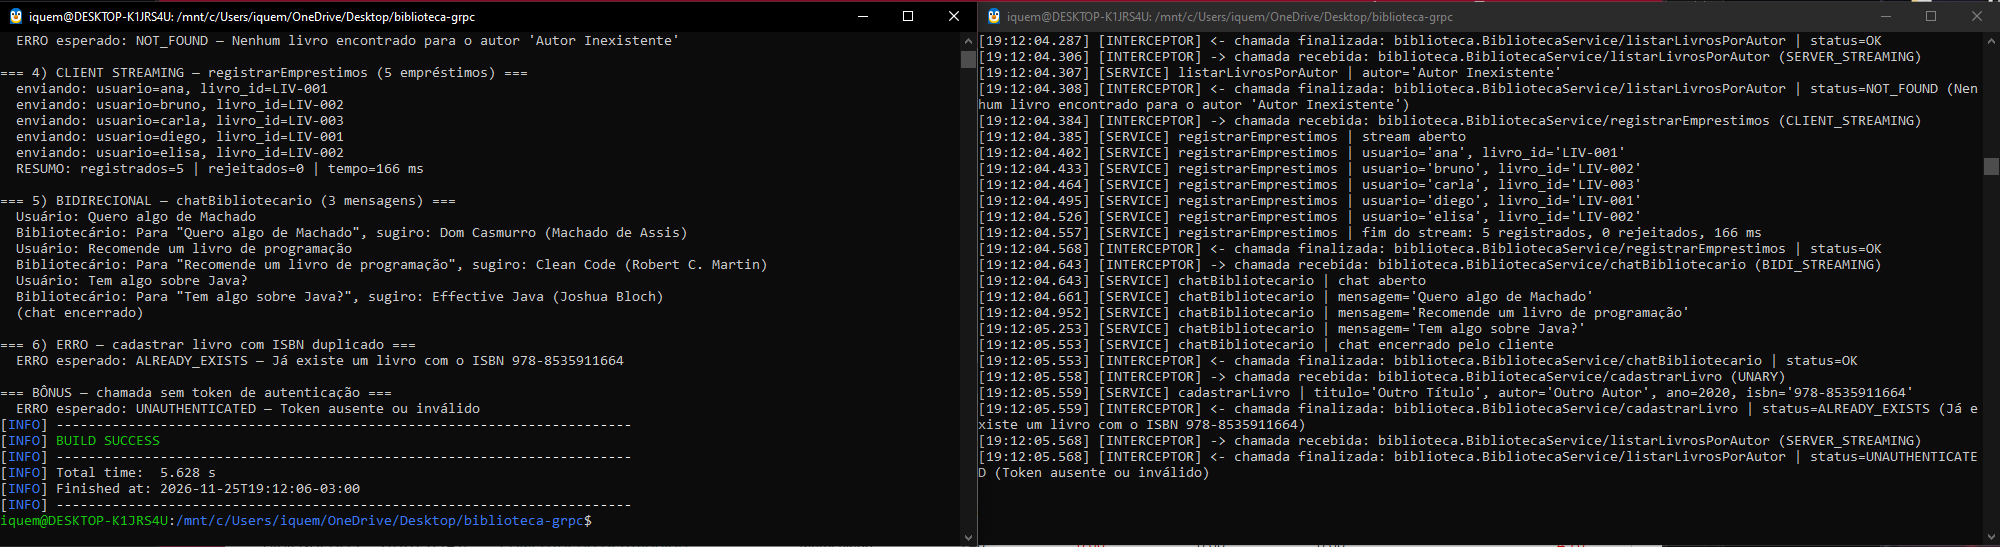 iquem@DESKTOP-K1JRS4U: /mnt/c/Users/iquem/OneDrive/Desktop/biblioteca-grpc
ERRO esperado: NOT_FOUND — Nenhum livro encontrado para o autor 'Autor Inexistente'
=== 4) CLIENT STREAMING — registrarEmprestimos (5 empréstimos) ===
enviando: usuario=ana, livro_id=LIV-001
enviando: usuario=bruno, livro_id=LIV-002
enviando: usuario=carla, livro_id=LIV-003
enviando: usuario=diego, livro_id=LIV-001
enviando: usuario=elisa, livro_id=LIV-002
RESUMO: registrados=5 | rejeitados=0 | tempo=166 ms
=== 5) BIDIRECIONAL — chatBibliotecario (3 mensagens) ===
Usuário: Quero algo de Machado
Bibliotecário: Para "Quero algo de Machado", sugiro: Dom Casmurro (Machado de Assis)
Usuário: Recomende um livro de programação
Bibliotecário: Para "Recomende um livro de programação", sugiro: Clean Code (Robert C. Martin)
Usuário: Tem algo sobre Java?
Bibliotecário: Para "Tem algo sobre Java?", sugiro: Effective Java (Joshua Bloch)
(chat encerrado)
=== 6) ERRO — cadastrar livro com ISBN duplicado ===
ERRO esperado: ALREADY_EXISTS — Já existe um livro com o ISBN 978-8535911664
=== BÔNUS — chamada sem token de autenticação ===
ERRO esperado: UNAUTHENTICATED — Token ausente ou inválido
[INFO] ------------------------------------------------------------------------
[INFO] BUILD SUCCESS
[INFO] ------------------------------------------------------------------------
[INFO] Total time:  5.628 s
[INFO] Finished at: 2026-11-25T19:12:06-03:00
[INFO] ------------------------------------------------------------------------
iquem@DESKTOP-K1JRS4U:/mnt/c/Users/iquem/OneDrive/Desktop/biblioteca-grpc$
iquem@DESKTOP-K1JRS4U: /mnt/c/Users/iquem/OneDrive/Desktop/biblioteca-grpc
[19:12:04.287] [INTERCEPTOR] <- chamada finalizada: biblioteca.BibliotecaService/listarLivrosPorAutor | status=OK
[19:12:04.306] [INTERCEPTOR] -> chamada recebida: biblioteca.BibliotecaService/listarLivrosPorAutor (SERVER_STREAMING)
[19:12:04.307] [SERVICE] listarLivrosPorAutor | autor='Autor Inexistente'
[19:12:04.308] [INTERCEPTOR] <- chamada finalizada: biblioteca.BibliotecaService/listarLivrosPorAutor | status=NOT_FOUND (Nen
hum livro encontrado para o autor 'Autor Inexistente')
[19:12:04.384] [INTERCEPTOR] -> chamada recebida: biblioteca.BibliotecaService/registrarEmprestimos (CLIENT_STREAMING)
[19:12:04.385] [SERVICE] registrarEmprestimos | stream aberto
[19:12:04.402] [SERVICE] registrarEmprestimos | usuario='ana', livro_id='LIV-001'
[19:12:04.433] [SERVICE] registrarEmprestimos | usuario='bruno', livro_id='LIV-002'
[19:12:04.464] [SERVICE] registrarEmprestimos | usuario='carla', livro_id='LIV-003'
[19:12:04.495] [SERVICE] registrarEmprestimos | usuario='diego', livro_id='LIV-001'
[19:12:04.526] [SERVICE] registrarEmprestimos | usuario='elisa', livro_id='LIV-002'
[19:12:04.557] [SERVICE] registrarEmprestimos | fim do stream: 5 registrados, 0 rejeitados, 166 ms
[19:12:04.568] [INTERCEPTOR] <- chamada finalizada: biblioteca.BibliotecaService/registrarEmprestimos | status=OK
[19:12:04.643] [INTERCEPTOR] -> chamada recebida: biblioteca.BibliotecaService/chatBibliotecario (BIDI_STREAMING)
[19:12:04.643] [SERVICE] chatBibliotecario | chat aberto
[19:12:04.661] [SERVICE] chatBibliotecario | mensagem='Quero algo de Machado'
[19:12:04.952] [SERVICE] chatBibliotecario | mensagem='Recomende um livro de programação'
[19:12:05.253] [SERVICE] chatBibliotecario | mensagem='Tem algo sobre Java?'
[19:12:05.553] [SERVICE] chatBibliotecario | chat encerrado pelo cliente
[19:12:05.553] [INTERCEPTOR] <- chamada finalizada: biblioteca.BibliotecaService/chatBibliotecario | status=OK
[19:12:05.558] [INTERCEPTOR] -> chamada recebida: biblioteca.BibliotecaService/cadastrarLivro (UNARY)
[19:12:05.559] [SERVICE] cadastrarLivro | titulo='Outro Título', autor='Outro Autor', ano=2020, isbn='978-8535911664'
[19:12:05.559] [INTERCEPTOR] <- chamada finalizada: biblioteca.BibliotecaService/cadastrarLivro | status=ALREADY_EXISTS (Já e
xiste um livro com o ISBN 978-8535911664)
[19:12:05.568] [INTERCEPTOR] -> chamada recebida: biblioteca.BibliotecaService/listarLivrosPorAutor (SERVER_STREAMING)
[19:12:05.568] [INTERCEPTOR] <- chamada finalizada: biblioteca.BibliotecaService/listarLivrosPorAutor | status=UNAUTHENTICATE
D (Token ausente ou inválido)